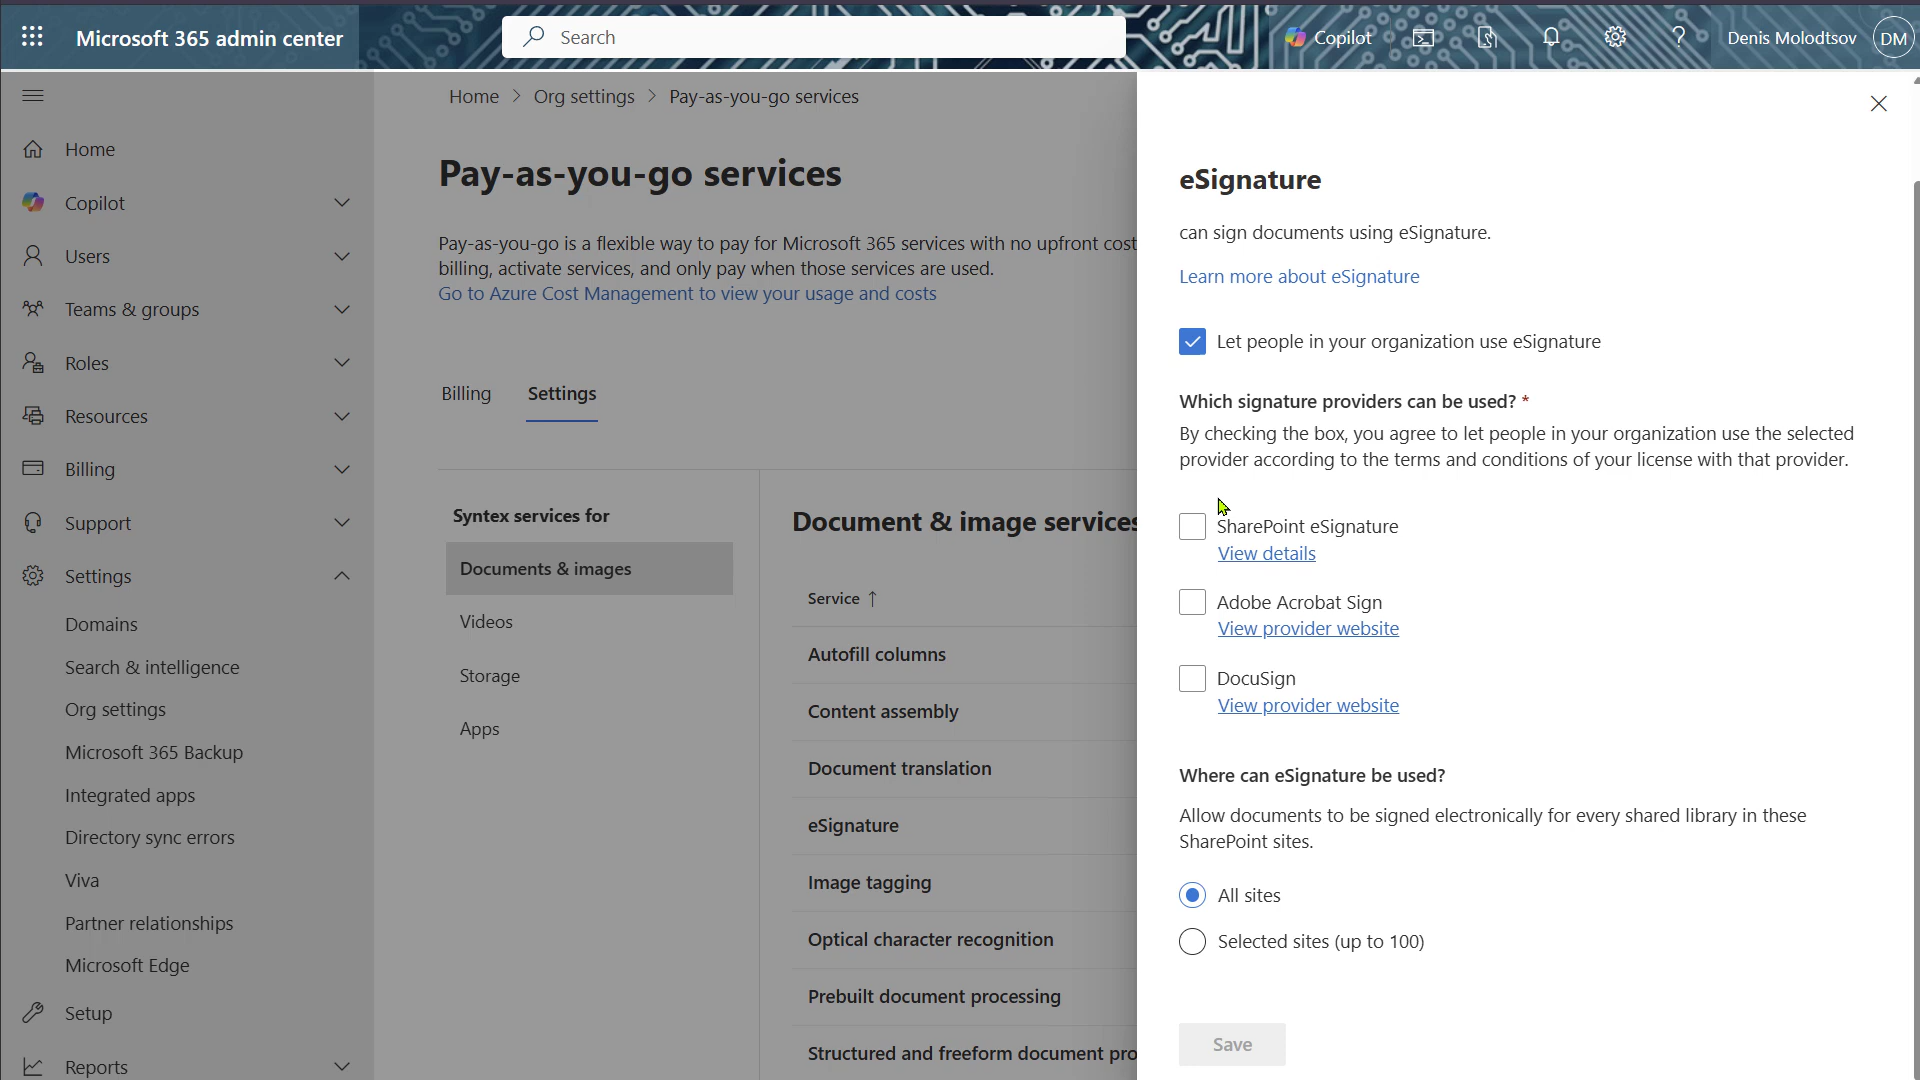 Microsoft 365 admin center
Search
Copilot
Denis Molodtsov
DM
Home
Copilot
Users
Teams & groups
Roles
Resources
Billing
Support
Settings
Domains
Search & intelligence
Org settings
Microsoft 365 Backup
Integrated apps
Directory sync errors
Viva
Partner relationships
Microsoft Edge
Setup
Reports
Home > Org settings > Pay-as-you-go services
Pay-as-you-go services
Pay-as-you-go is a flexible way to pay for Microsoft 365 services with no upfront cost
billing, activate services, and only pay when those services are used.
Go to Azure Cost Management to view your usage and costs
Billing
Settings
Syntex services for
Documents & images
Videos
Storage
Apps
Document & image services
Service ↑
Autofill columns
Content assembly
Document translation
eSignature
Image tagging
Optical character recognition
Prebuilt document processing
Structured and freeform document pro
eSignature
can sign documents using eSignature.
Learn more about eSignature
Let people in your organization use eSignature
Which signature providers can be used? *
By checking the box, you agree to let people in your organization use the selected
provider according to the terms and conditions of your license with that provider.
SharePoint eSignature
View details
Adobe Acrobat Sign
View provider website
DocuSign
View provider website
Where can eSignature be used?
Allow documents to be signed electronically for every shared library in these
SharePoint sites.
All sites
Selected sites (up to 100)
Save